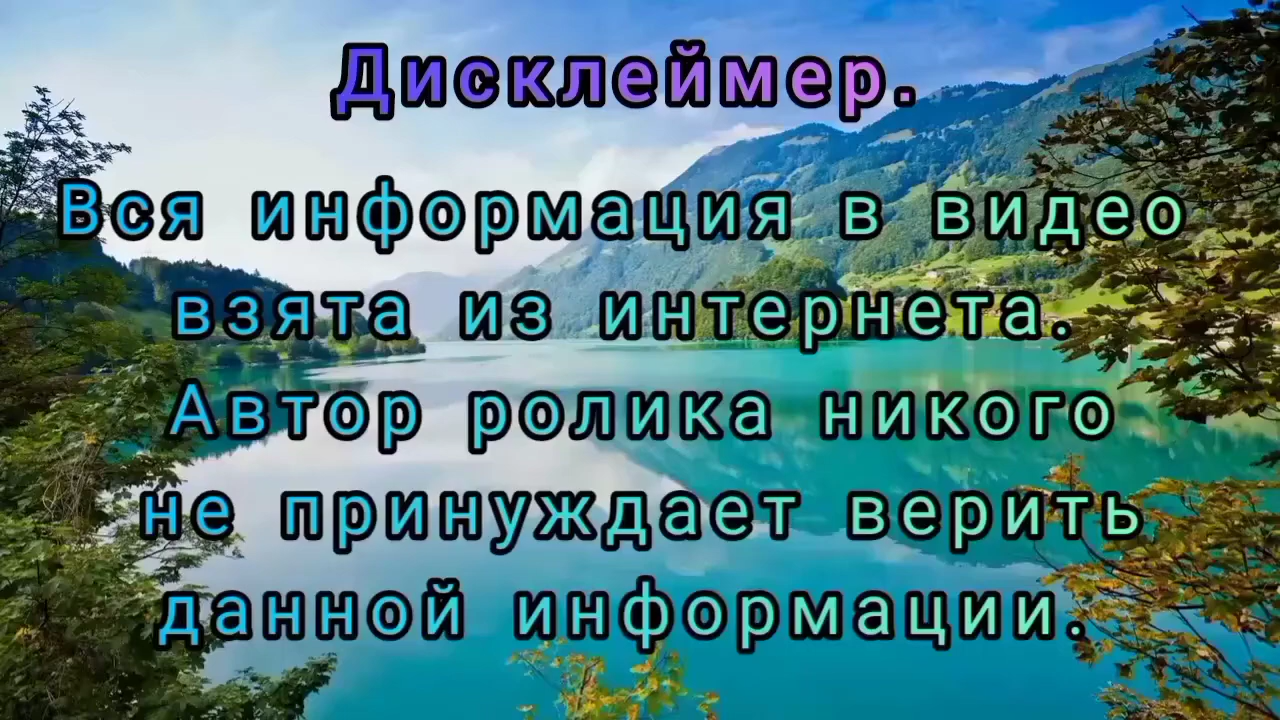 Дисклеймер.
Вся информация в видео
взята из интернета.
Автор ролика никого
не принуждает верить
данной информации.